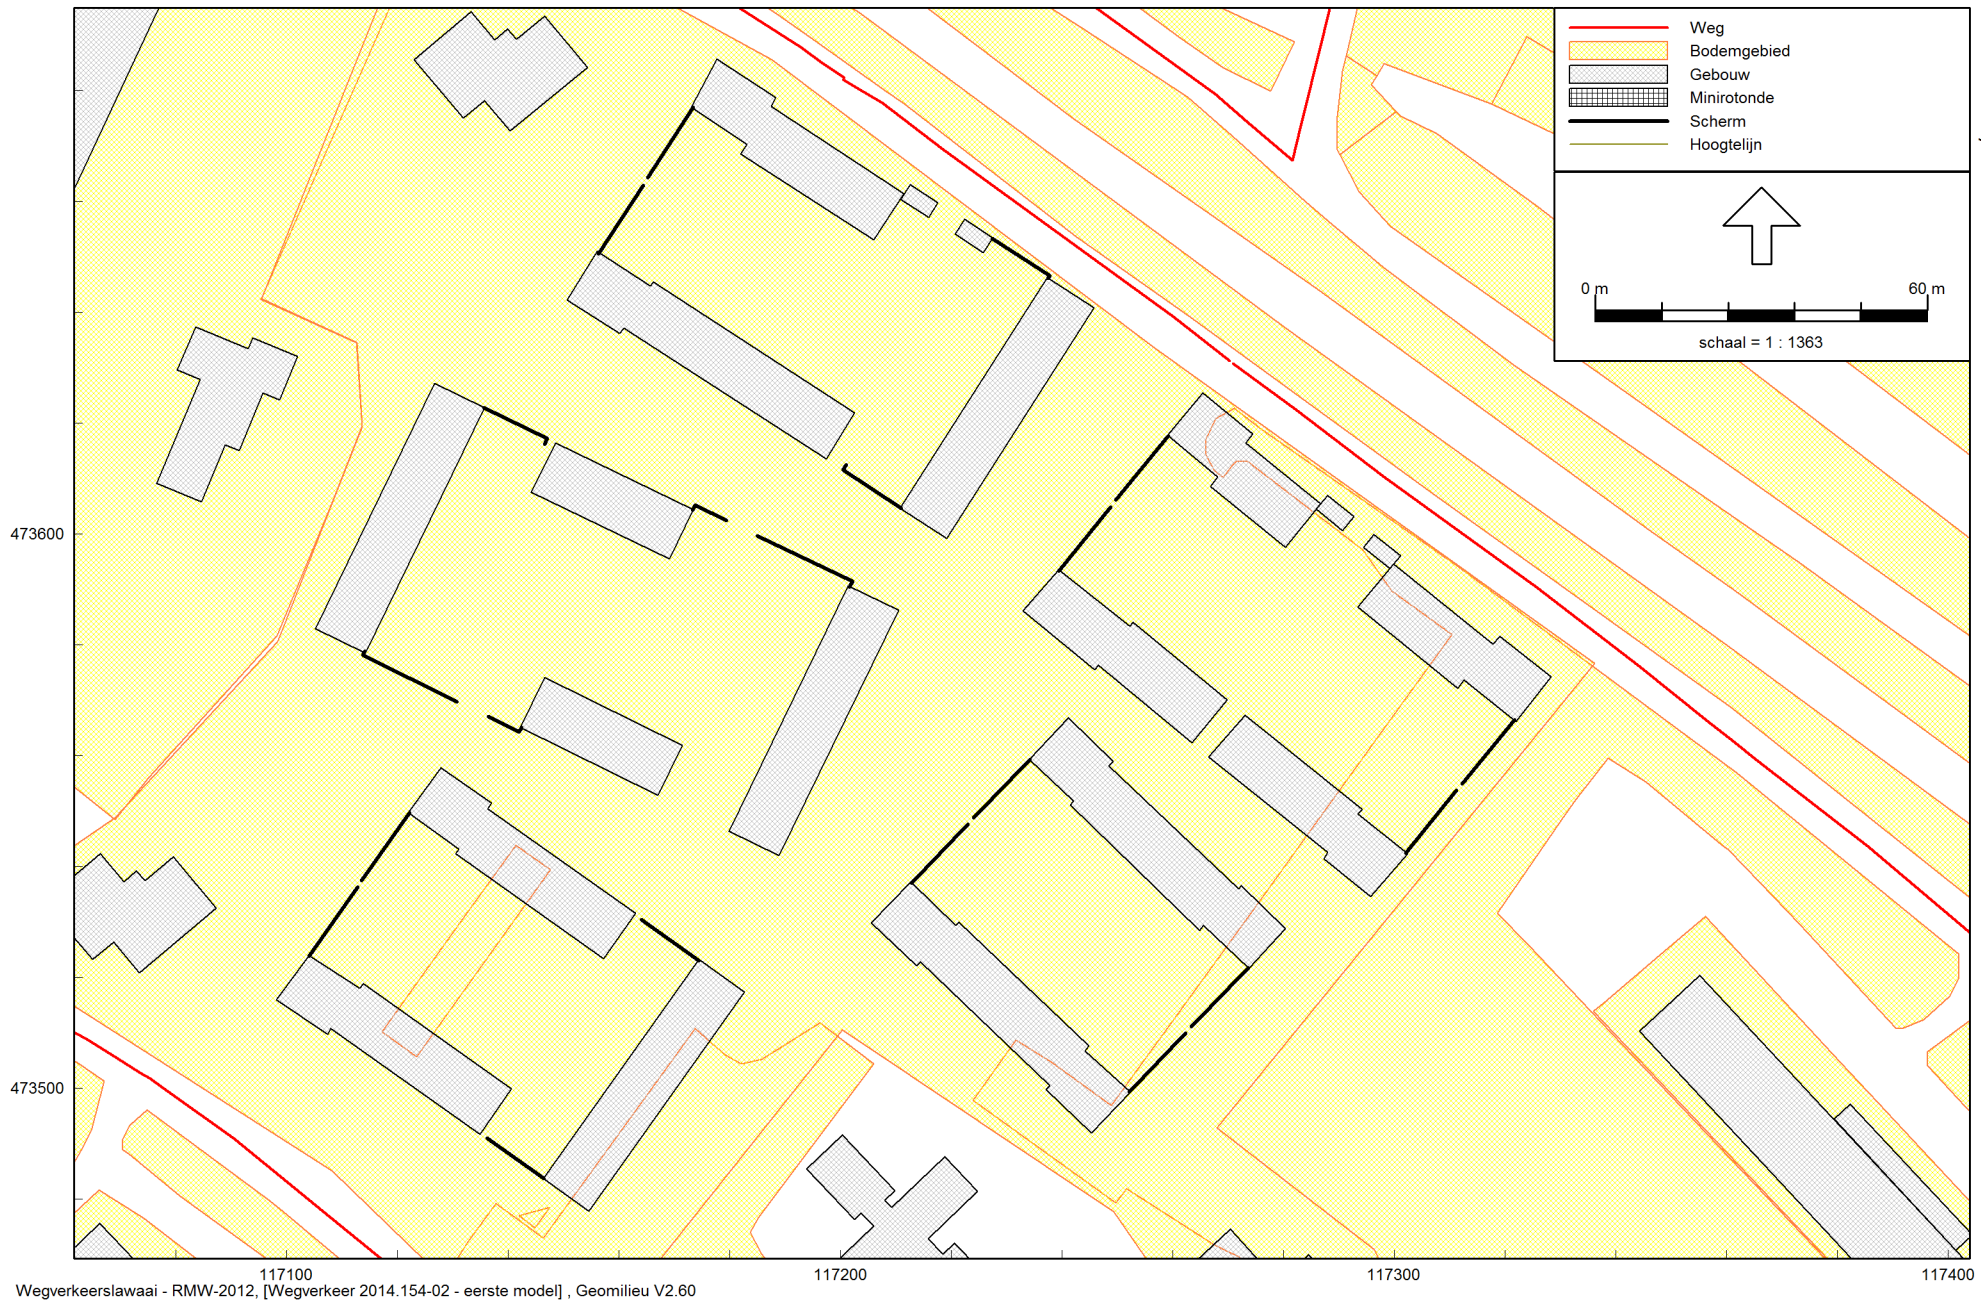 Weg
Bodemgebied
Gebouw
Minirotonde
Scherm
Hoogtelijn
0 m 60 m
schaal = 1 : 1363
473600
473500
117100 117200 117300 117400
Wegverkeerslawaai - RMW-2012, [Wegverkeer 2014.154-02 - eerste model] , Geomilieu V2.60